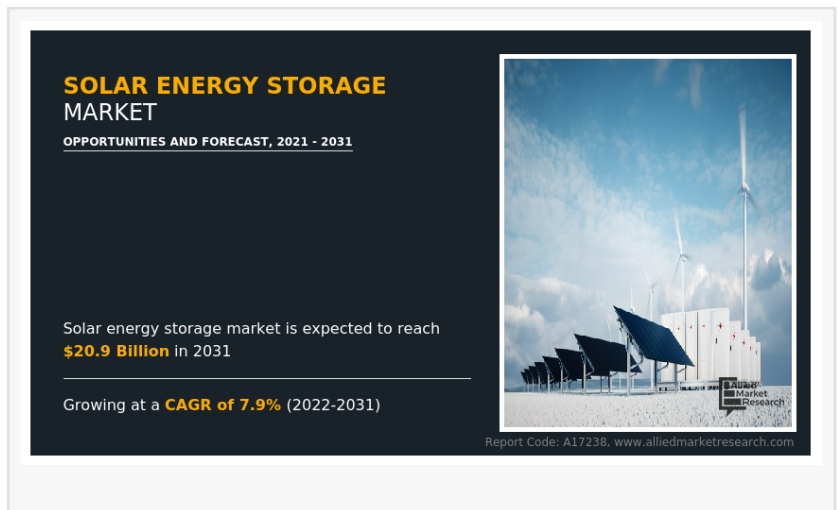 SOLAR ENERGY STORAGE
MARKET
OPPORTUNITIES AND FORECAST, 2021 - 2031
Solar energy storage market is expected to reach
$20.9 Billion in 2031
Growing at a CAGR of 7.9% (2022-2031)
Allied
Market
Research
Report Code: A17238, www.alliedmarketresearch.com